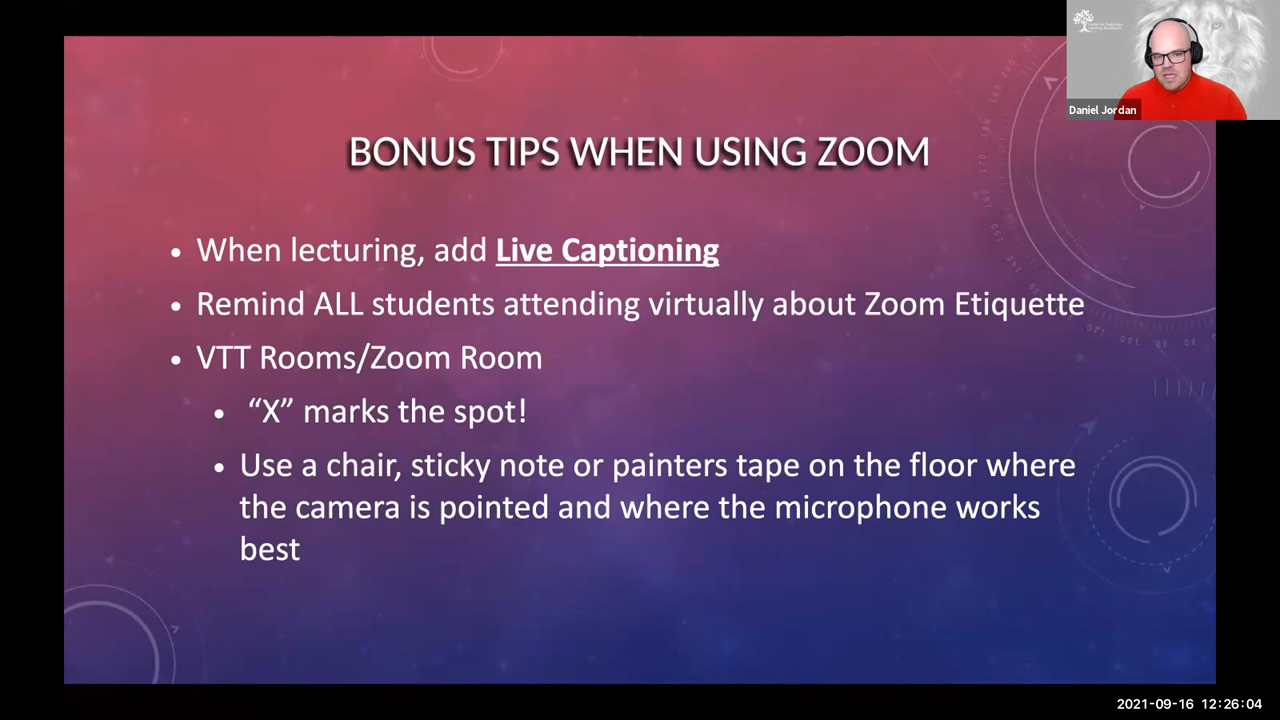 Daniel Jordan
BONUS TIPS WHEN USING ZOOM
• When lecturing, add Live Captioning
• Remind ALL students attending virtually about Zoom Etiquette
• VTT Rooms/Zoom Room
• “X” marks the spot!
• Use a chair, sticky note or painters tape on the floor where
the camera is pointed and where the microphone works
best
2021-09-16 12:26:04